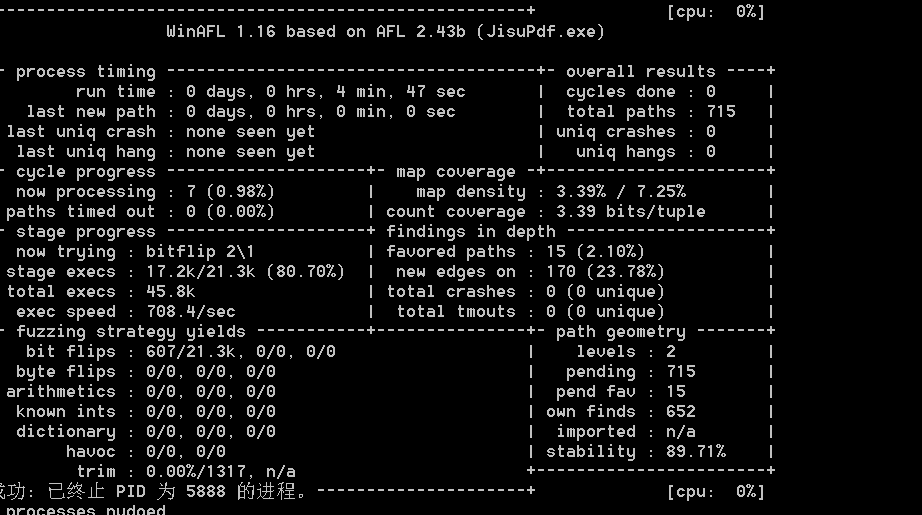 -----------------------------------------------------+             [cpu:  0%]
                WinAFL 1.16 based on AFL 2.43b (JisuPdf.exe)
- process timing -------------------------------------+- overall results ----+
       run time : 0 days, 0 hrs, 4 min, 47 sec       |  cycles done : 0     |
  last new path : 0 days, 0 hrs, 0 min, 0 sec        |  total paths : 715   |
last uniq crash : none seen yet                      | uniq crashes : 0     |
 last uniq hang : none seen yet                      |   uniq hangs : 0     |
- cycle progress --------------------+- map coverage -+---------------------+
 now processing : 7 (0.98%)         |    map density : 3.39% / 7.25%        |
paths timed out : 0 (0.00%)         | count coverage : 3.39 bits/tuple      |
- stage progress --------------------+ findings in depth -------------------+
 now trying : bitflip 2\1           | favored paths : 15 (2.10%)            |
stage execs : 17.2k/21.3k (80.70%)  |  new edges on : 170 (23.78%)          |
total execs : 45.8k                 | total crashes : 0 (0 unique)          |
 exec speed : 708.4/sec             |  total tmouts : 0 (0 unique)          |
- fuzzing strategy yields -----------+---------------+- path geometry -------+
  bit flips : 607/21.3k, 0/0, 0/0                   |    levels : 2         |
 byte flips : 0/0, 0/0, 0/0                         |   pending : 715       |
arithmetics : 0/0, 0/0, 0/0                         |  pend fav : 15        |
 known ints : 0/0, 0/0, 0/0                         | own finds : 652       |
 dictionary : 0/0, 0/0, 0/0                         |  imported : n/a       |
      havoc : 0/0, 0/0                              | stability : 89.71%    |
       trim : 0.00%/1317, n/a                       +-----------------------+
成功: 已终止 PID 为 5888 的进程。----------------------+             [cpu:  0%]
processes nudged